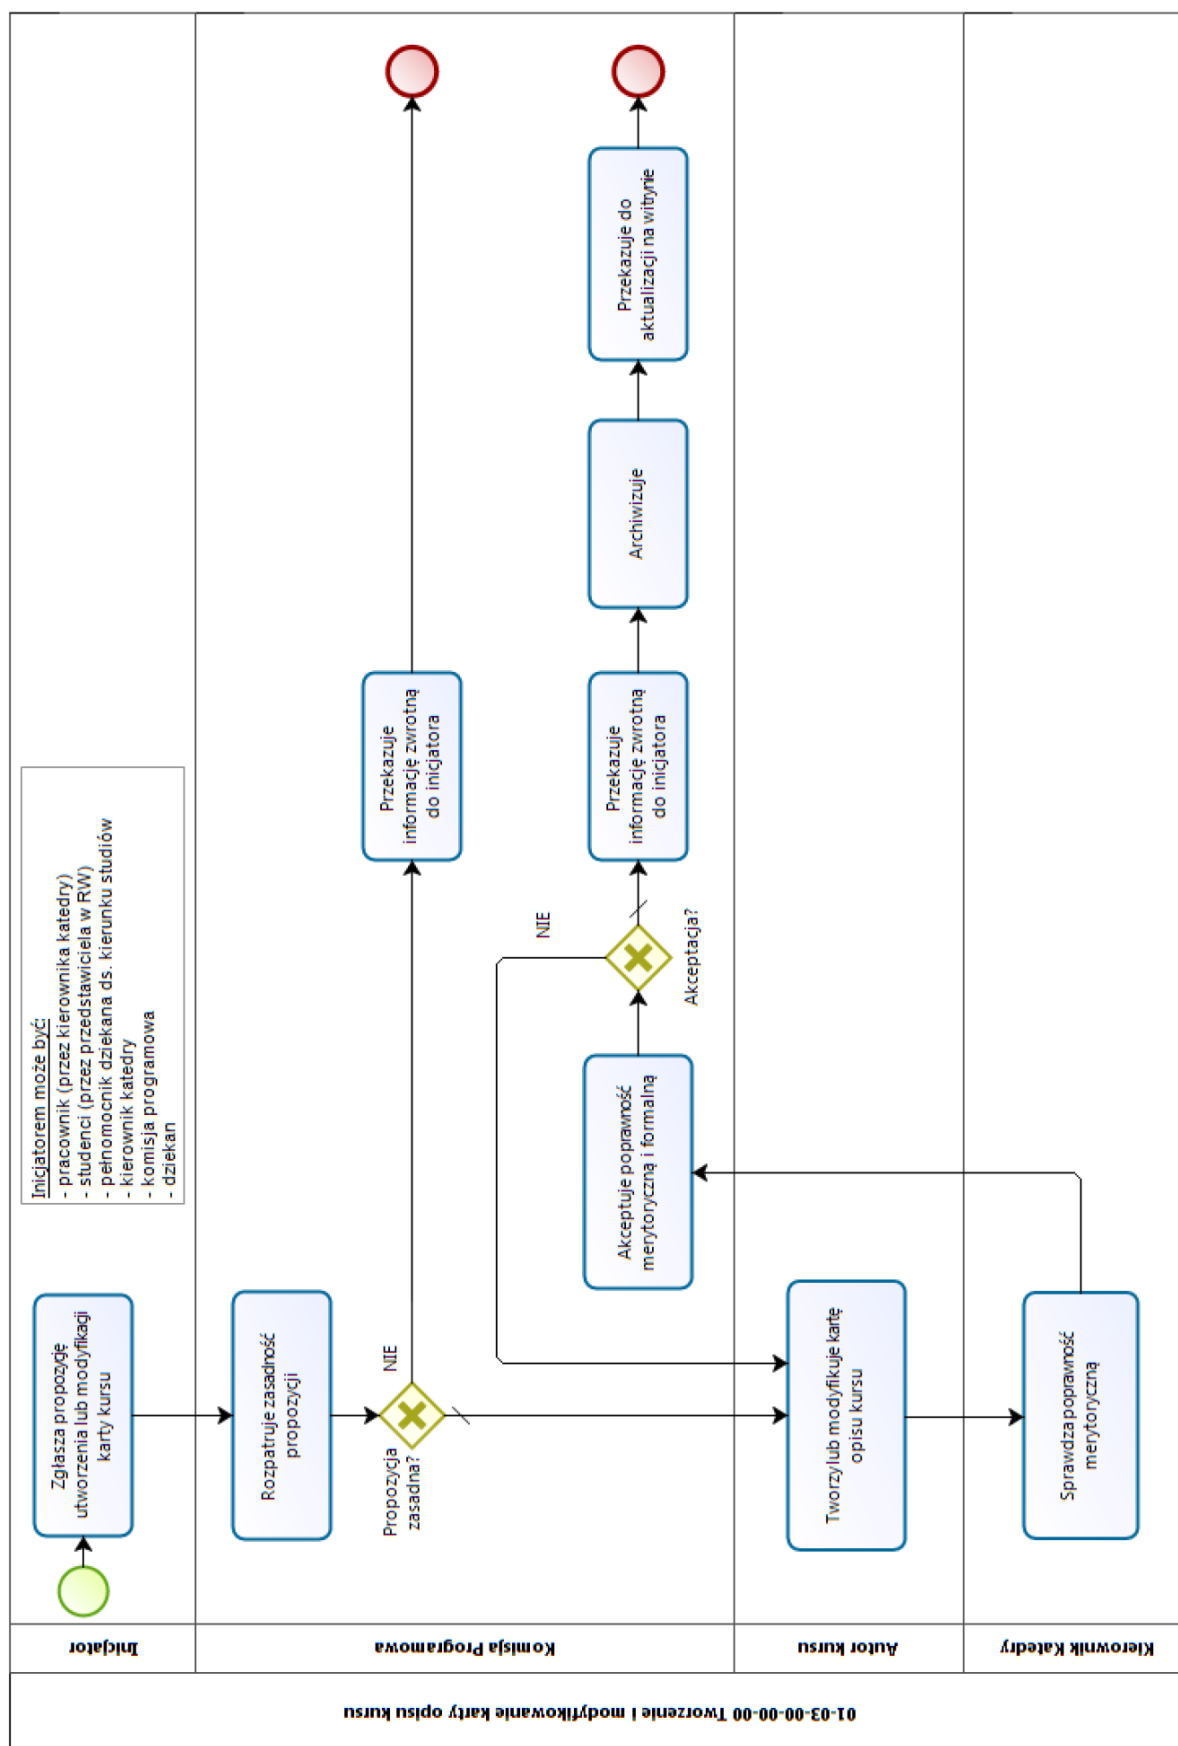 01-03-00-00-00 Tworzenie i modyfikowanie karty opisu kursu
Inicjator
Zgłasza propozycję
utworzenia lub modyfikacji
karty kursu
Inicjatorem może być:
- pracownik (przez kierownika katedry)
- studenci (przez przedstawiciela w RW)
- pełnomocnik dziekana ds. kierunku studiów
- kierownik katedry
- komisja programowa
- dziekan
Komisja Programowa
Rozpatruje zasadność
propozycji
Propozycja
zasadna?
NIE
Przekazuje
informację zwrotną
do inicjatora
Akceptuje poprawność
merytoryczną i formalną
Akceptacja?
NIE
Przekazuje
informację zwrotną
do inicjatora
Archiwizuje
Przekazuje do
aktualizacji na witrynie
Autor kursu
Tworzy lub modyfikuje kartę
opisu kursu
Kierownik Katedry
Sprawdza poprawność
merytoryczną